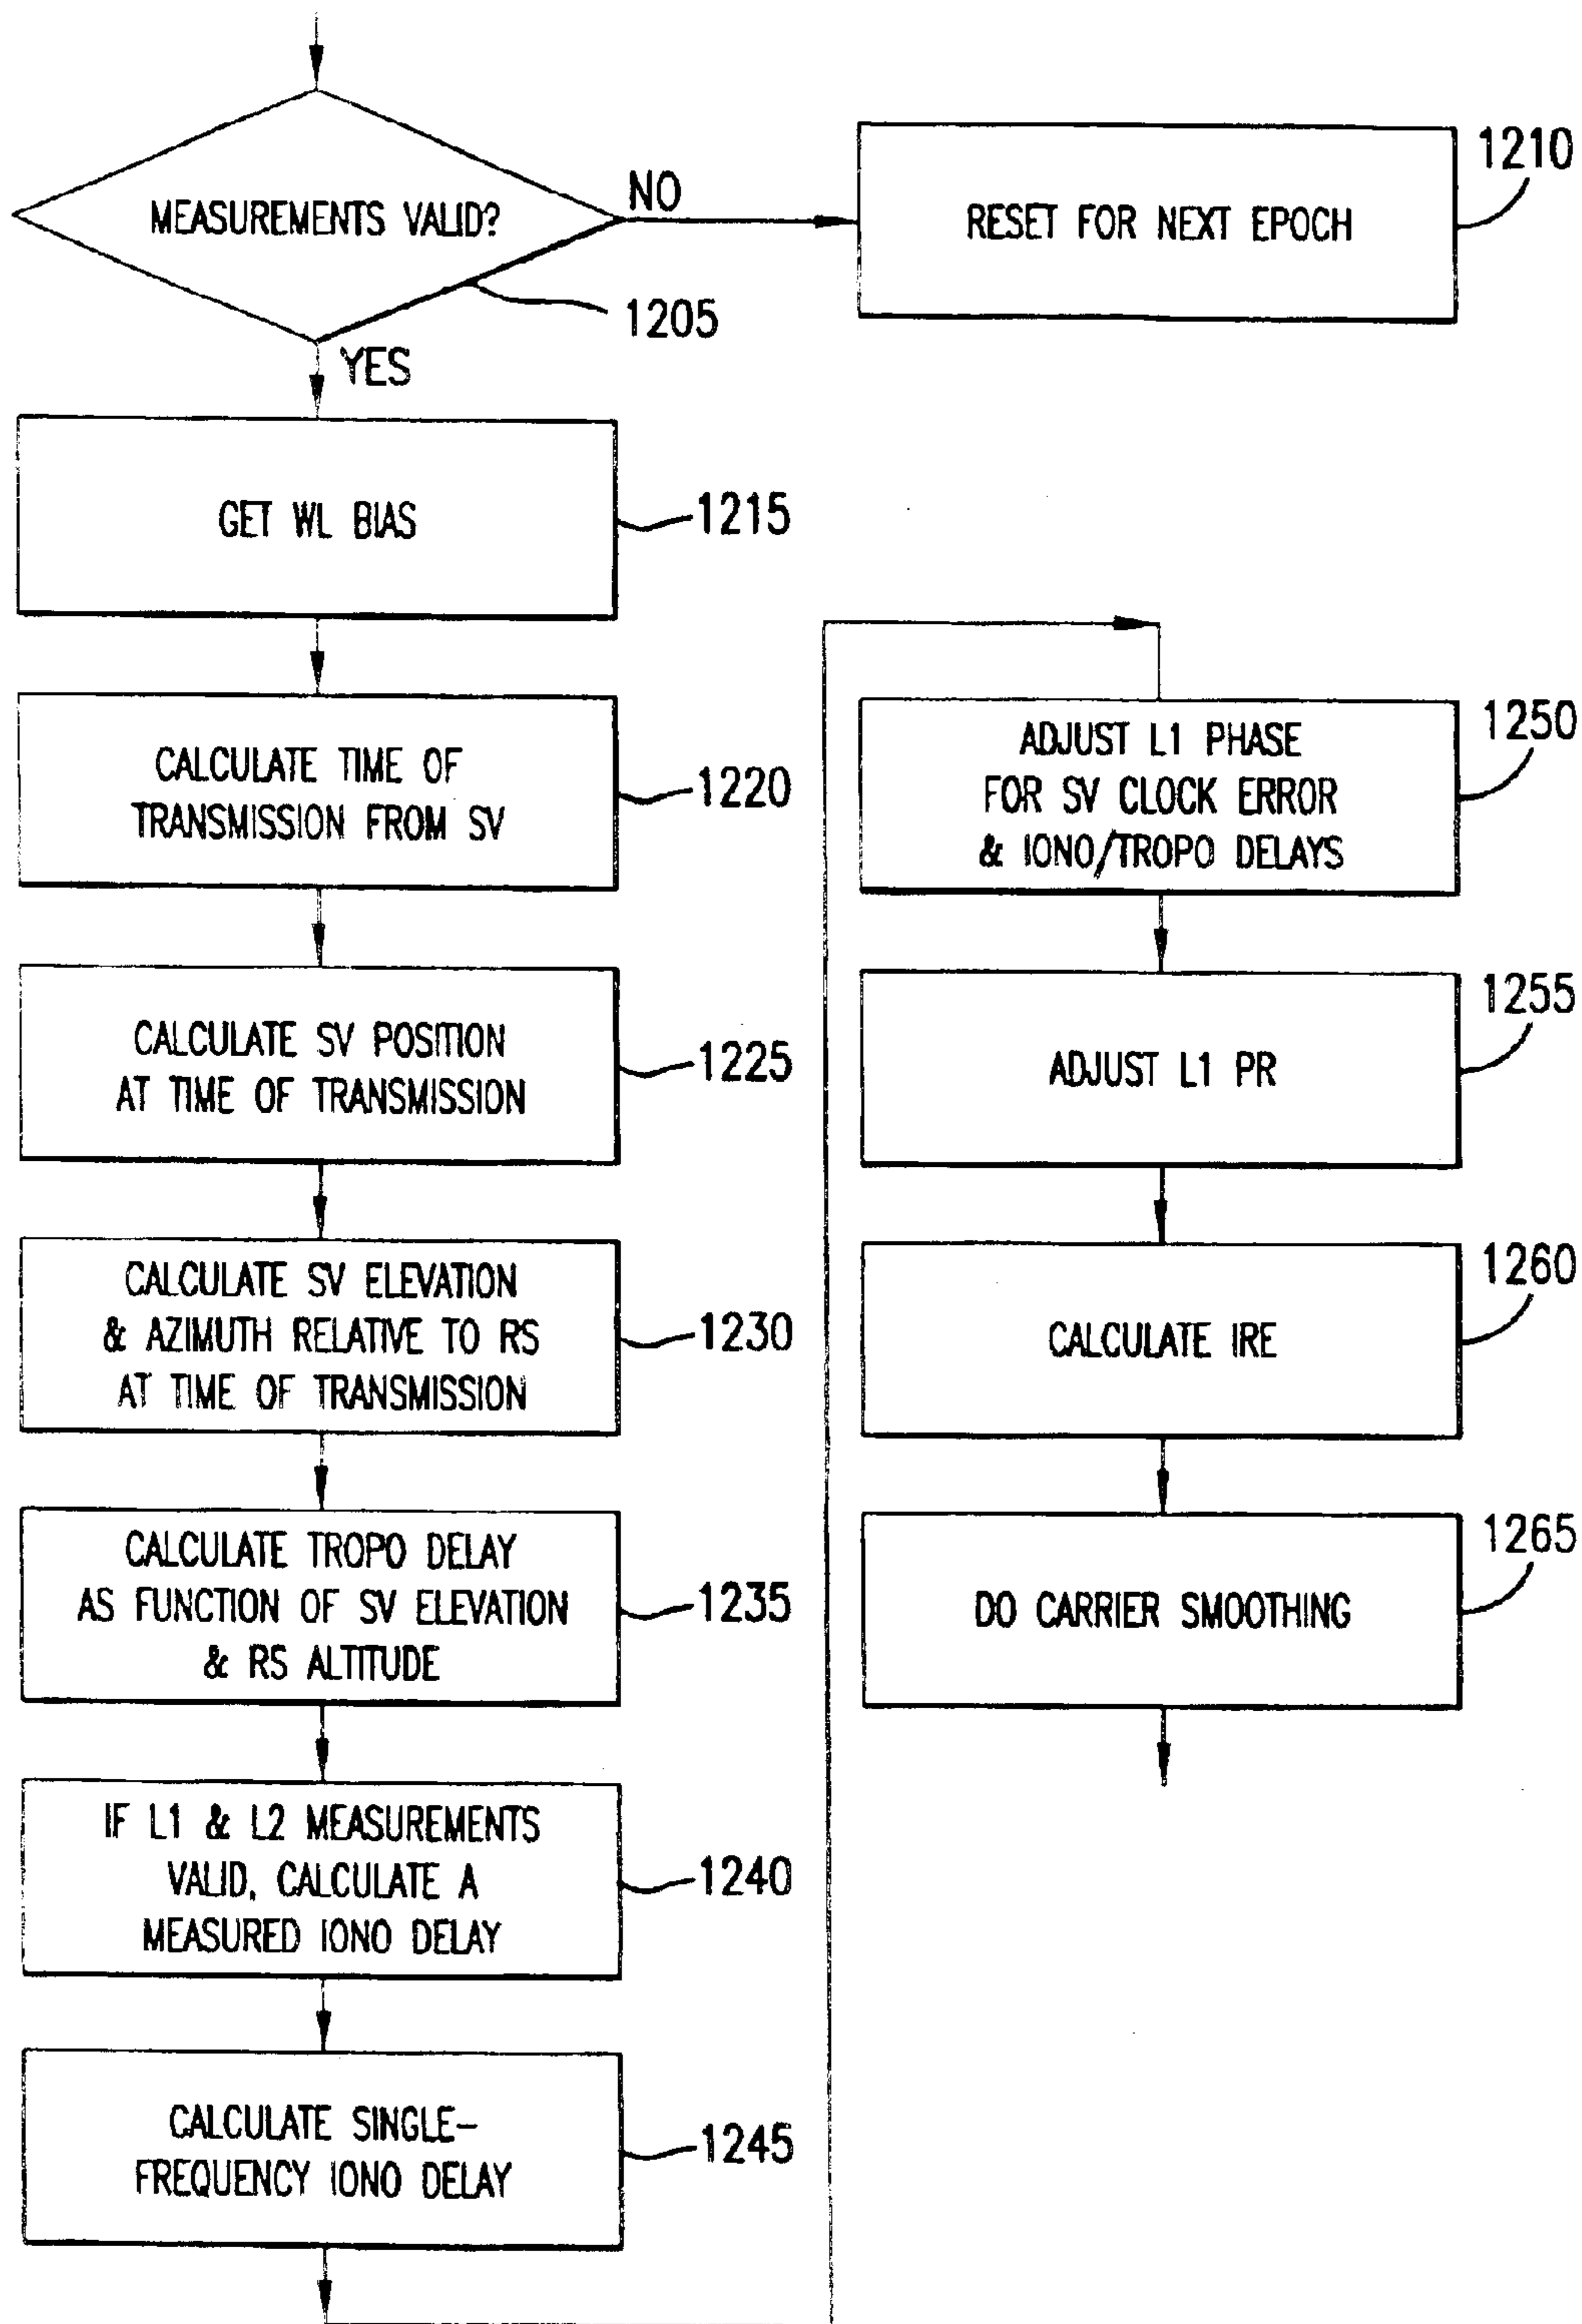 MEASUREMENTS VALID?
NO
1205
YES
RESET FOR NEXT EPOCH
1210
GET WL BIAS
1215
CALCULATE TIME OF
TRANSMISSION FROM SV
1220
CALCULATE SV POSITION
AT TIME OF TRANSMISSION
1225
CALCULATE SV ELEVATION
& AZIMUTH RELATIVE TO RS
AT TIME OF TRANSMISSION
1230
CALCULATE TROPO DELAY
AS FUNCTION OF SV ELEVATION
& RS ALTITUDE
1235
IF L1 & L2 MEASUREMENTS
VALID, CALCULATE A
MEASURED IONO DELAY
1240
CALCULATE SINGLE-
FREQUENCY IONO DELAY
1245
ADJUST L1 PHASE
FOR SV CLOCK ERROR
& IONO/TROPO DELAYS
1250
ADJUST L1 PR
1255
CALCULATE IRE
1260
DO CARRIER SMOOTHING
1265